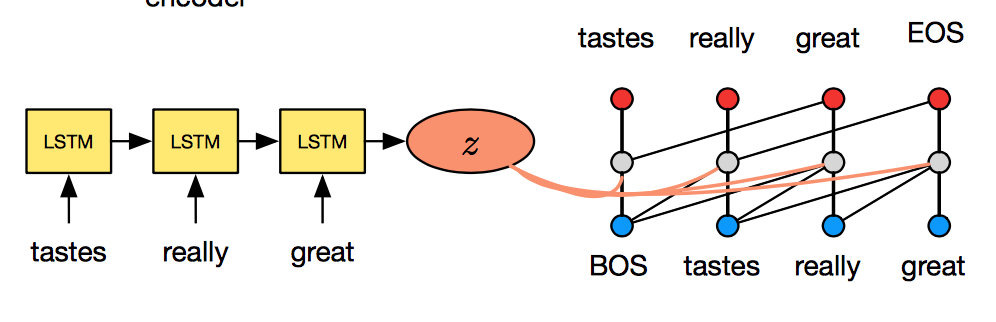 encoder
tastes really great EOS
LSTM LSTM LSTM z
tastes really great
BOS tastes really great